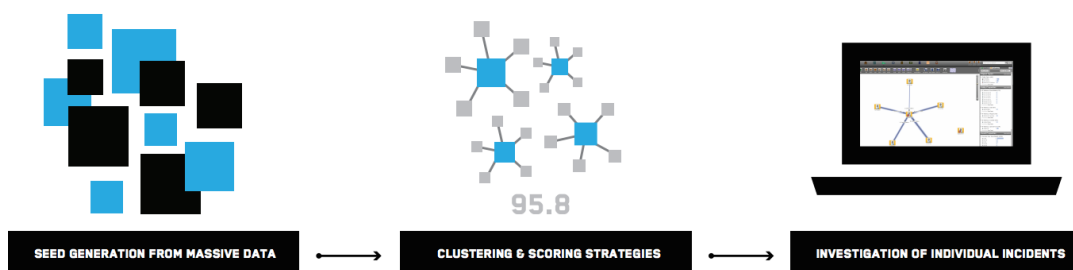 95.8
SEED GENERATION FROM MASSIVE DATA
CLUSTERING & SCORING STRATEGIES
INVESTIGATION OF INDIVIDUAL INCIDENTS